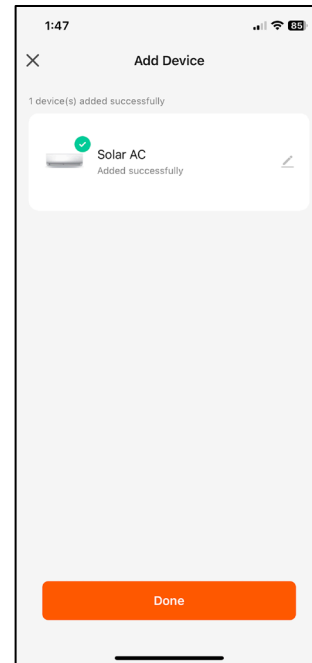 1:47
85
Add Device
1 device(s) added successfully
Solar AC
Added successfully
Done